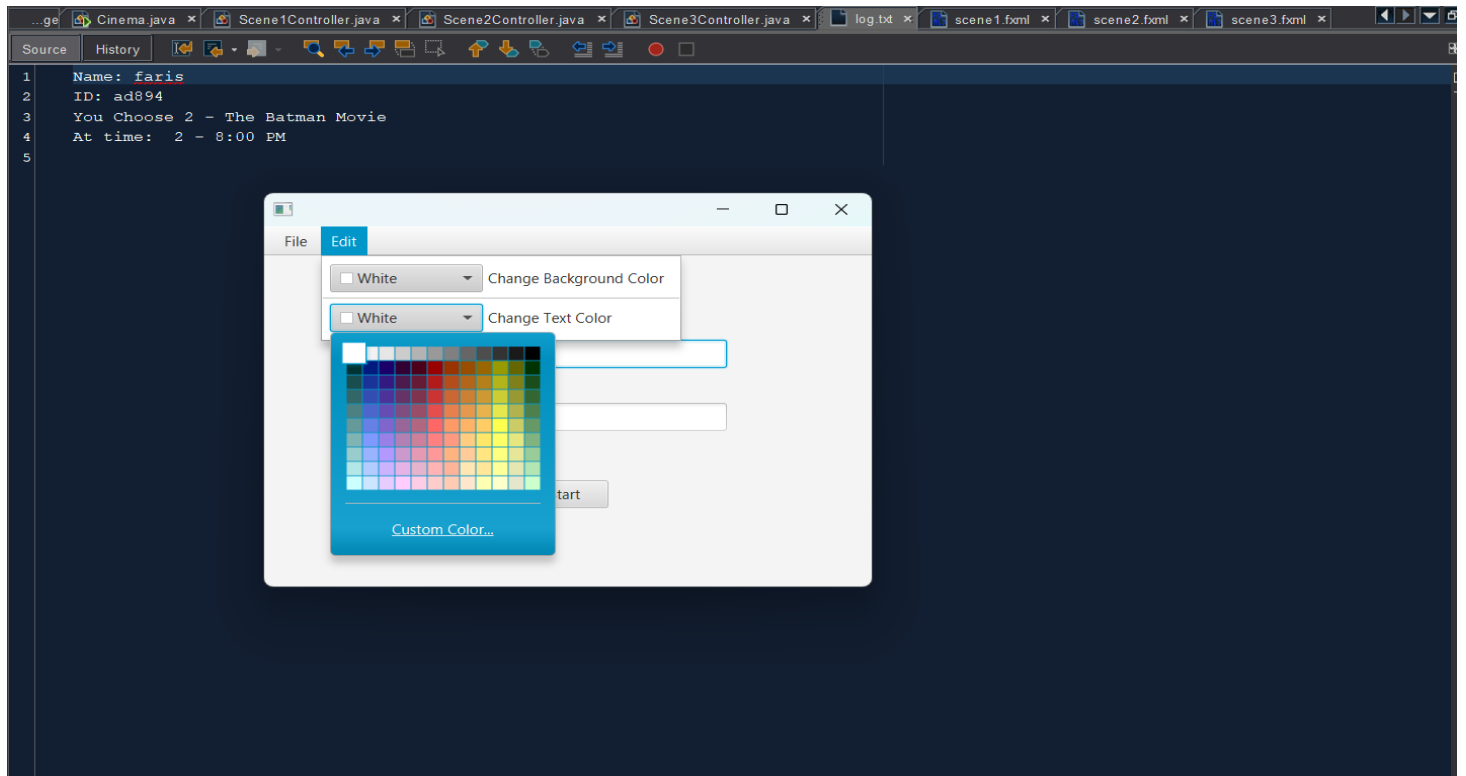 ...ge Cinema.java Scene1Controller.java Scene2Controller.java Scene3Controller.java log.txt scene1.fxml scene2.fxml scene3.fxml
Source History
1 Name: faris
2 ID: ad894
3 You Choose 2 - The Batman Movie
4 At time:  2 - 8:00 PM
5
File Edit
White Change Background Color
White Change Text Color
tart
Custom Color...